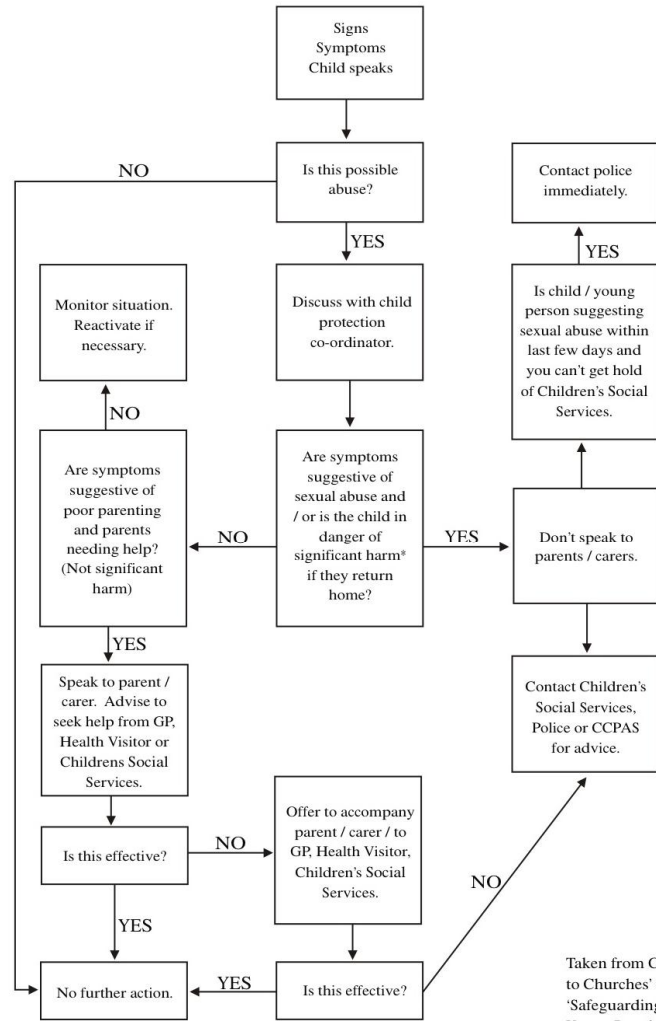 Signs
Symptoms
Child speaks
NO
Is this possible
abuse?
Contact police
immediately.
YES
YES
Monitor situation.
Reactivate if
necessary.
Discuss with child
protection
co-ordinator.
Is child / young
person suggesting
sexual abuse within
last few days and
you can't get hold
of Children's Social
Services.
NO
Are symptoms
suggestive of
poor parenting
and parents
needing help?
(Not significant
harm)
NO
Are symptoms
suggestive of
sexual abuse and
/ or is the child in
danger of
significant harm*
if they return
home?
YES
Don't speak to
parents / carers.
YES
Speak to parent /
carer. Advise to
seek help from GP,
Health Visitor or
Childrens Social
Services.
Contact Children's
Social Services,
Police or CCPAS
for advice.
Is this effective?
NO
Offer to accompany
parent / carer / to
GP, Health Visitor,
Children's Social
Services.
NO
YES
No further action.
YES
Is this effective?
Taken from
to Churches'
'Safeguarding